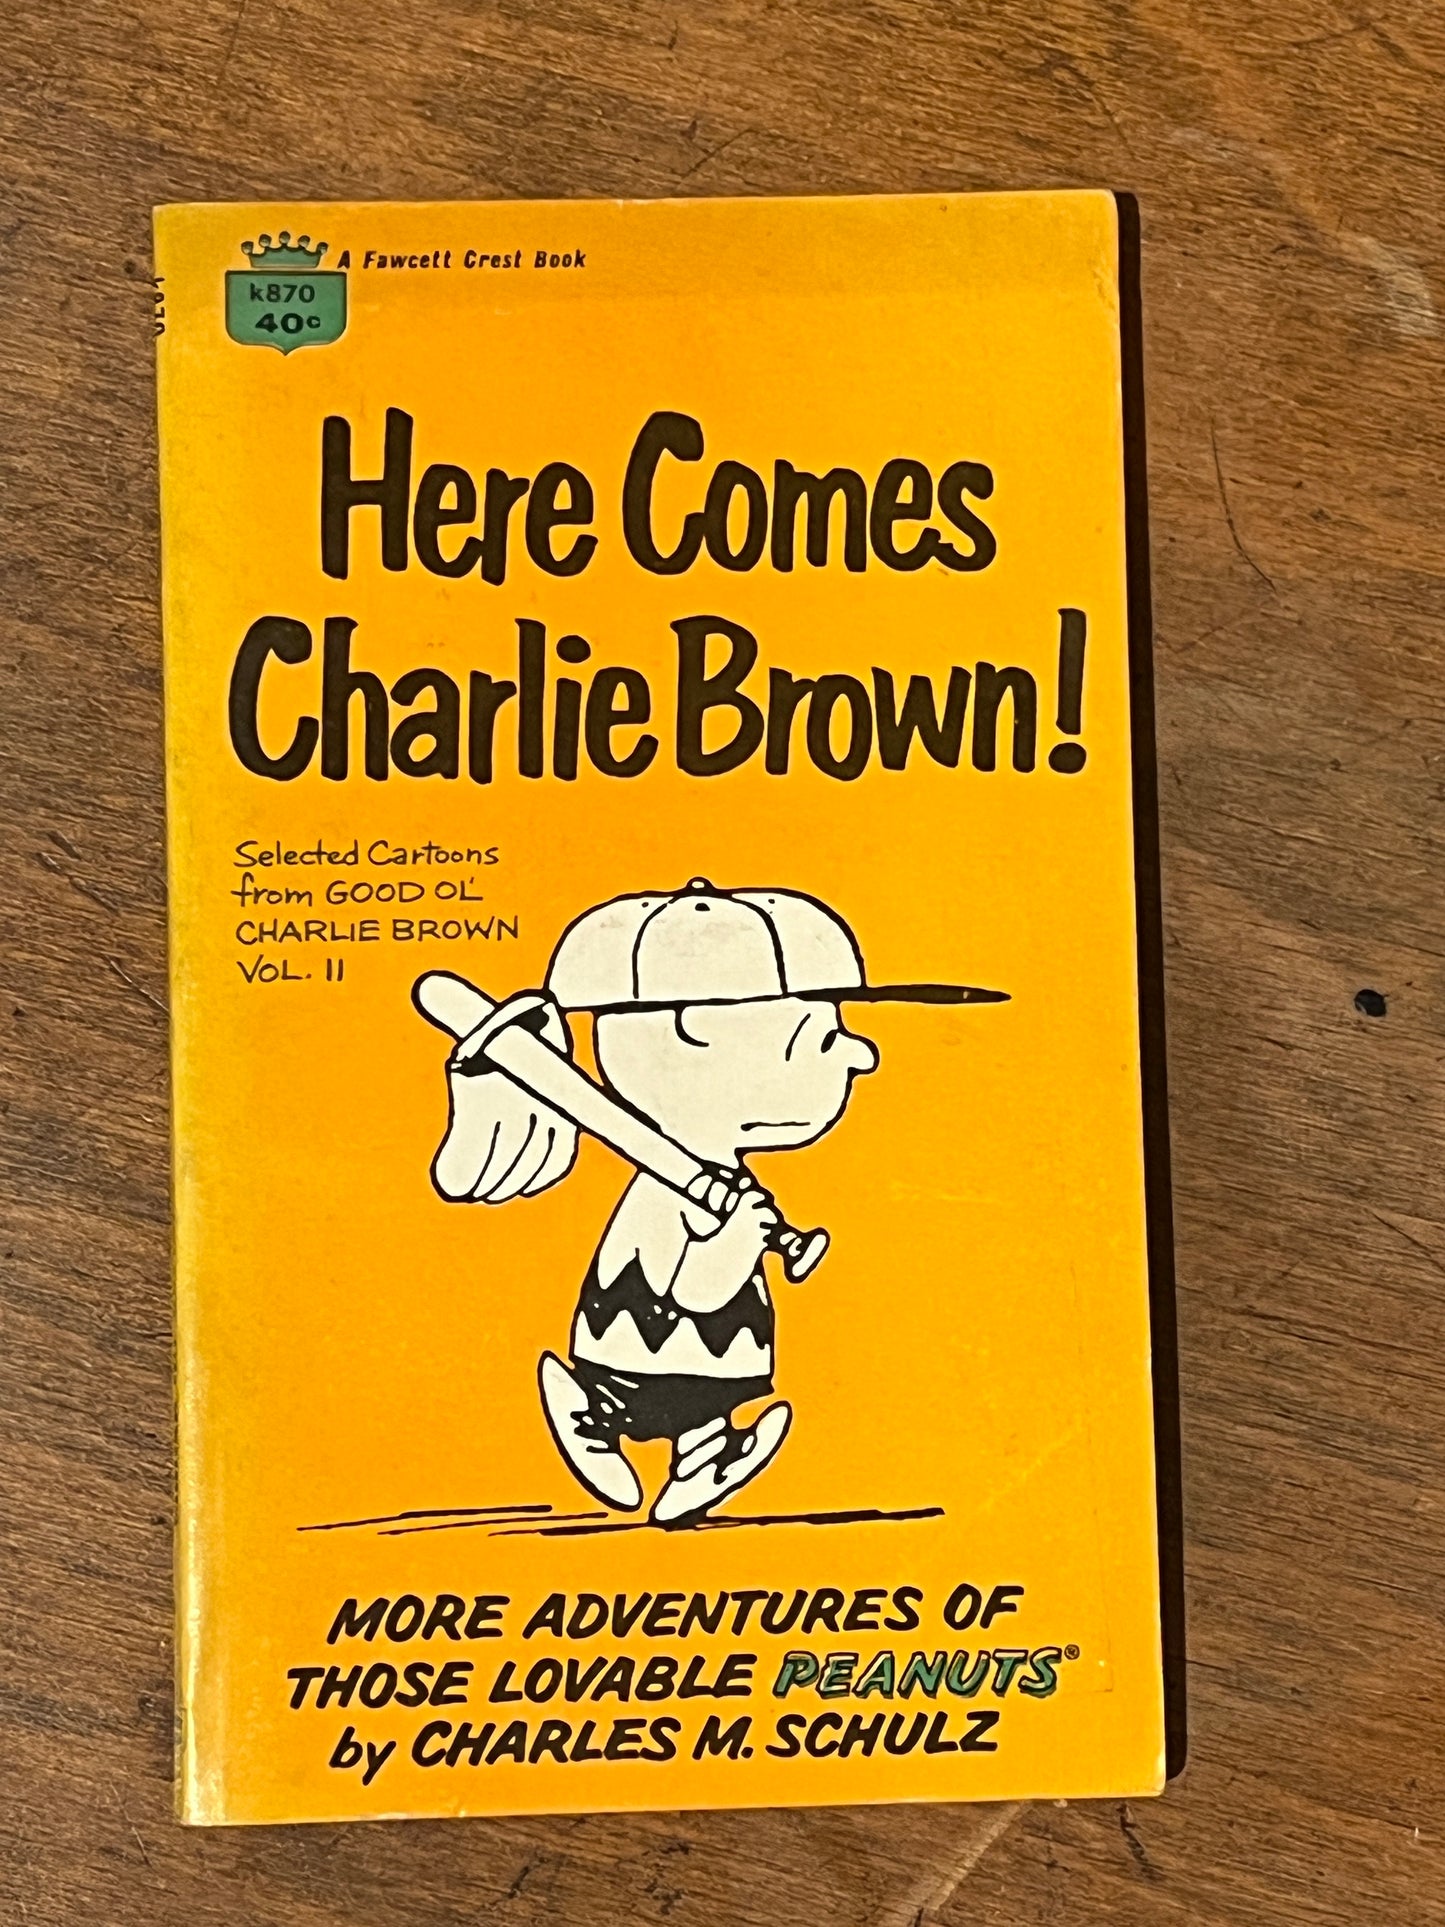 A Fawcett Crest Book
k870
40¢
Here Comes
Charlie Brown!
Selected Cartoons
from GOOD OL'
CHARLIE BROWN
VOL. II
MORE ADVENTURES OF
THOSE LOVABLE PEANUTS®
by CHARLES M. SCHULZ